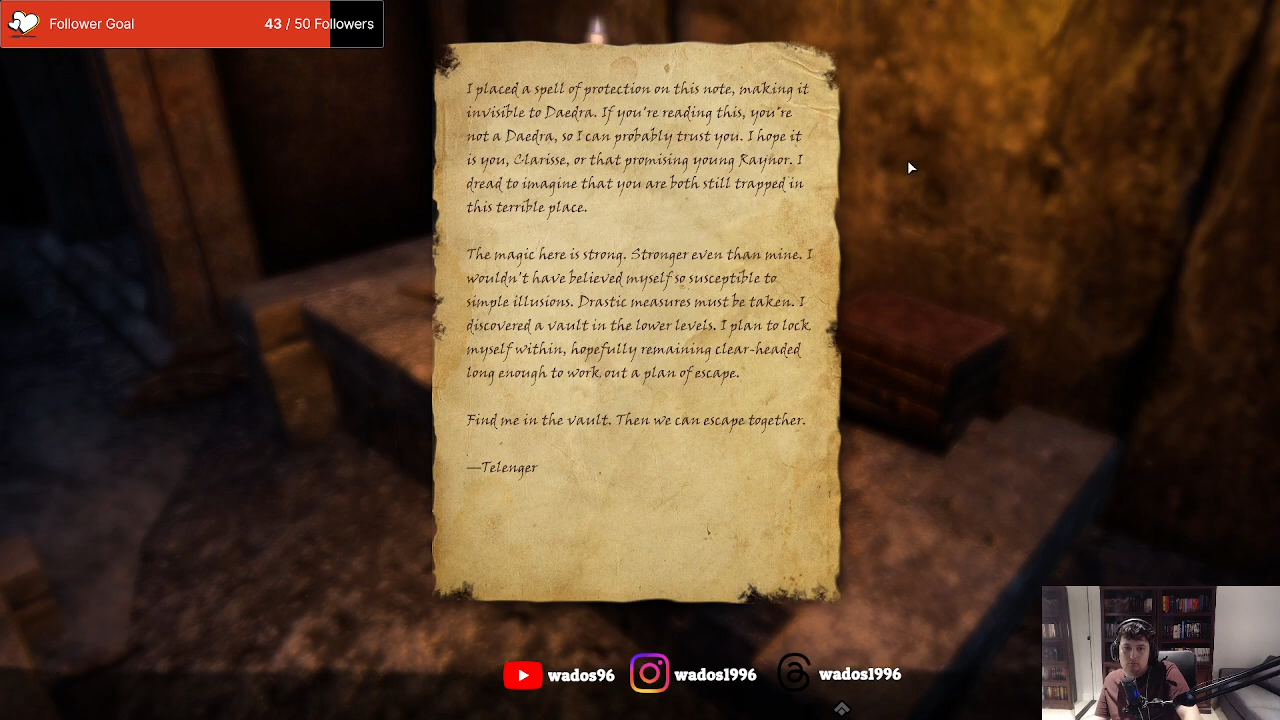 Follower Goal
43 / 50 Followers
I placed a spell of protection on this note, making it
invisible to Daedra. If you're reading this, you're
not a Daedra, so I can probably trust you. I hope it
is you, Clarisse, or that promising young Raynor. I
dread to imagine that you are both still trapped in
this terrible place.
The magic here is strong. Stronger even than mine. I
wouldn't have believed myself so susceptible to
simple illusions. Drastic measures must be taken. I
discovered a vault in the lower levels. I plan to lock
myself within, hopefully remaining clear-headed
long enough to work out a plan of escape.
Find me in the vault. Then we can escape together.
—Telenger
wados96 wados1996 wados1996